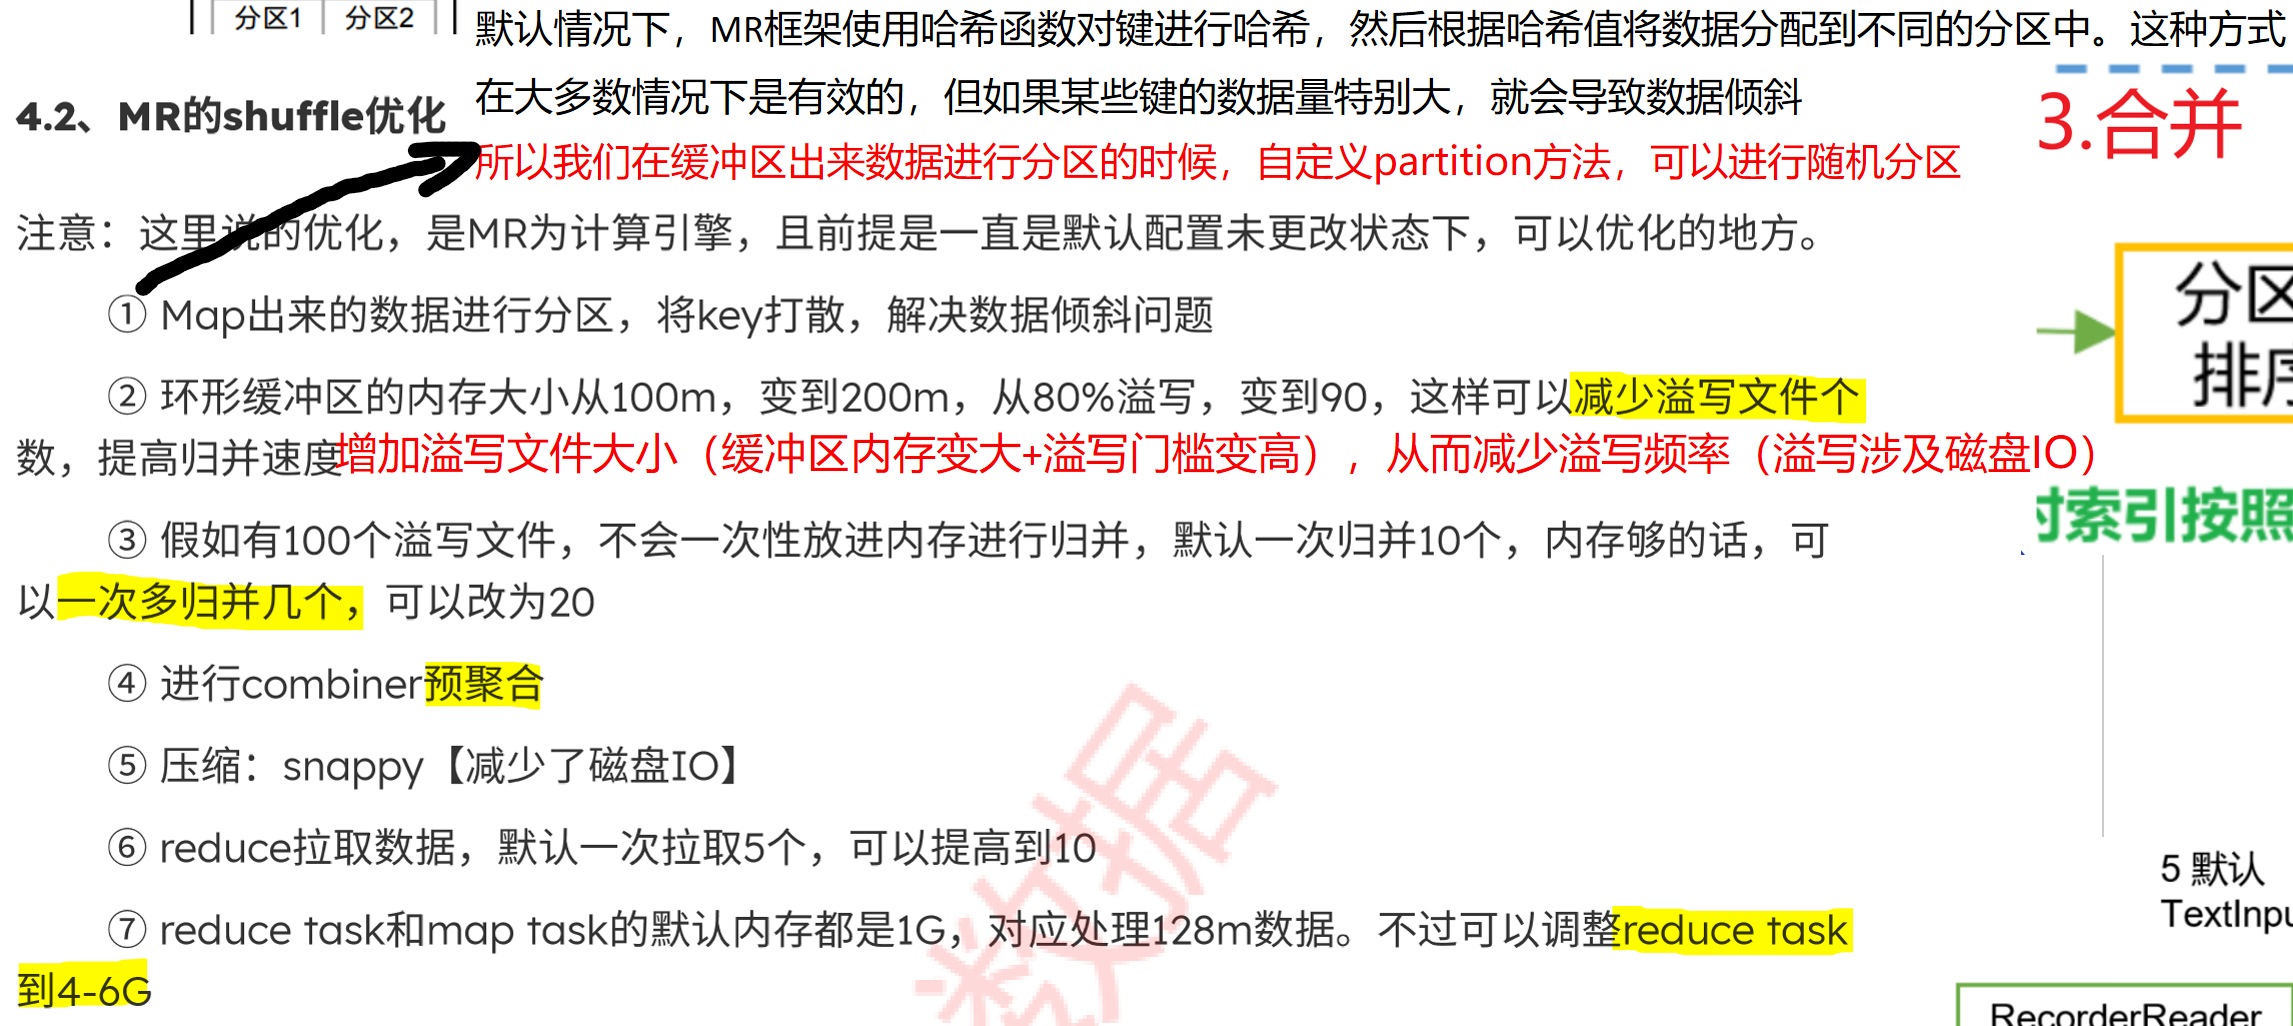 分区1 分区2
默认情况下，MR框架使用哈希函数对键进行哈希，然后根据哈希值将数据分配到不同的分区中。这种方式
在大多数情况下是有效的，但如果某些键的数据量特别大，就会导致数据倾斜
4.2、MR的shuffle优化
所以我们在缓冲区出来数据进行分区的时候，自定义partition方法，可以进行随机分区
3.合并
注意：这里说的优化，是MR为计算引擎，且前提是一直是默认配置未更改状态下，可以优化的地方。
分区
排序
① Map出来的数据进行分区，将key打散，解决数据倾斜问题
② 环形缓冲区的内存大小从100m，变到200m，从80%溢写，变到90，这样可以减少溢写文件个
数，提高归并速度
增加溢写文件大小（缓冲区内存变大+溢写门槛变高），从而减少溢写频率（溢写涉及磁盘IO）
索引按照
③ 假如有100个溢写文件，不会一次性放进内存进行归并，默认一次归并10个，内存够的话，可
以一次多归并几个，可以改为20
④ 进行combiner预聚合
⑤ 压缩：snappy【减少了磁盘IO】
⑥ reduce拉取数据，默认一次拉取5个，可以提高到10
5 默认
TextInpu
⑦ reduce task和map task的默认内存都是1G，对应处理128m数据。不过可以调整reduce task
到4-6G
RecorderReader
数据